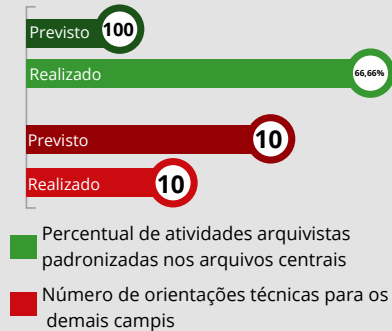 Previsto 100
Realizado 66,66%
Previsto 10
Realizado 10
Percentual de atividades arquivistas
padronizadas nos arquivos centrais
Número de orientações técnicas para os
demais campis